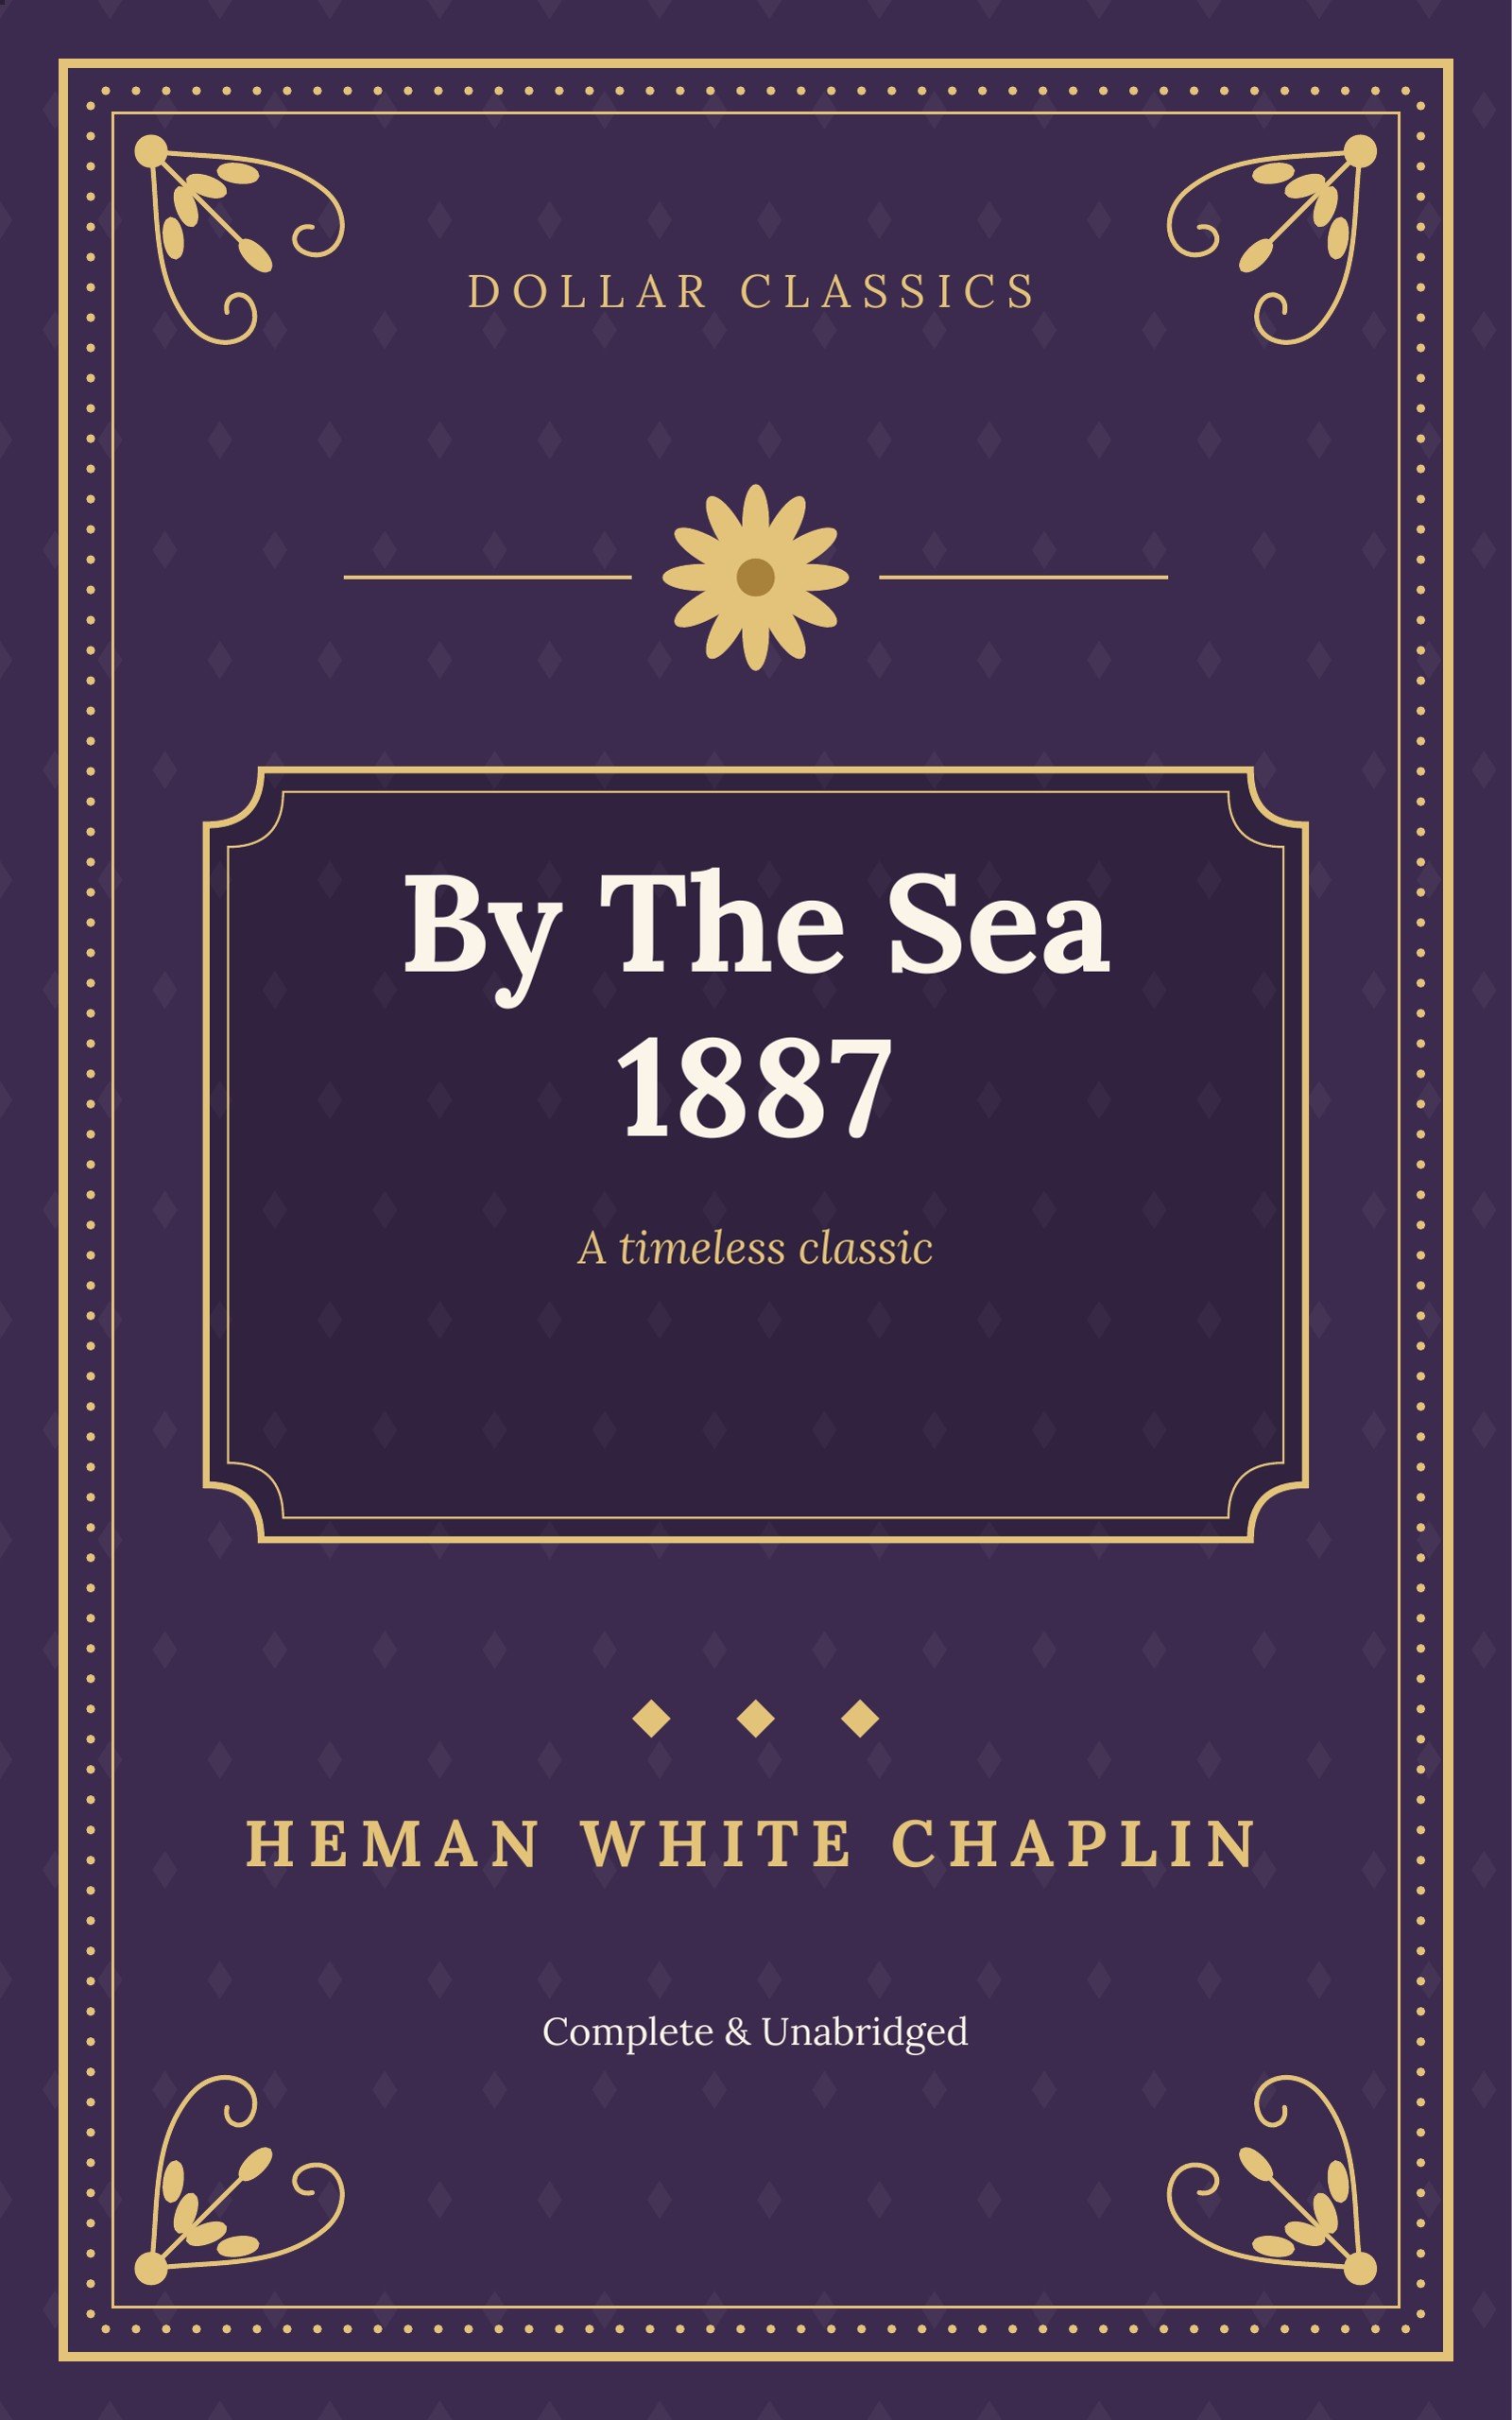 DOLLAR CLASSICS
By The Sea
1887
A timeless classic
HEMAN WHITE CHAPLIN
Complete & Unabridged